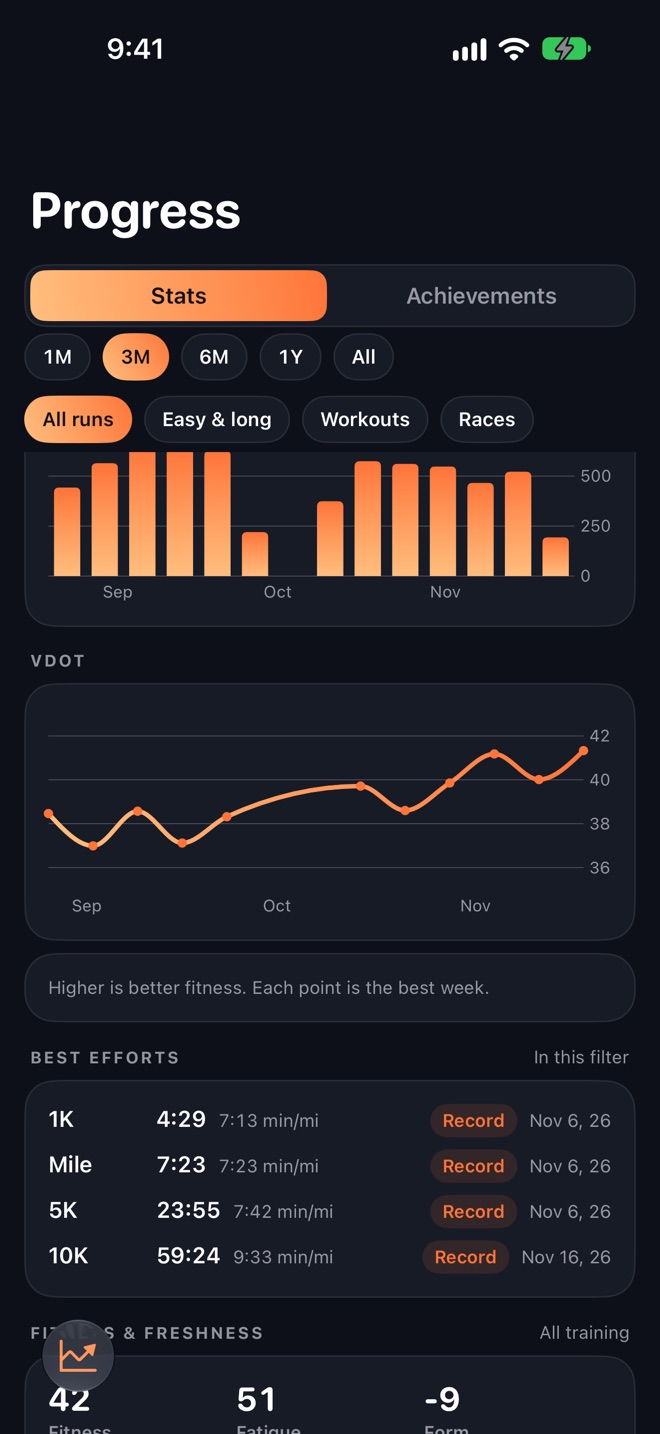 9:41
Progress
Stats Achievements
1M 3M 6M 1Y All
All runs Easy & long Workouts Races
500
250
0
Sep Oct Nov
VDOT
42
40
38
36
Sep Oct Nov
Higher is better fitness. Each point is the best week.
BEST EFFORTS In this filter
1K 4:29 7:13 min/mi Record Nov 6, 26
Mile 7:23 7:23 min/mi Record Nov 6, 26
5K 23:55 7:42 min/mi Record Nov 6, 26
10K 59:24 9:33 min/mi Record Nov 16, 26
& FRESHNESS All training
42 51 -9
Fitness Fatigue Form